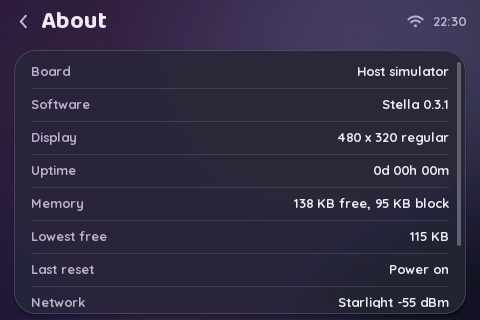 About
22:30
Board Host simulator
Software Stella 0.3.1
Display 480 x 320 regular
Uptime 0d 00h 00m
Memory 138 KB free, 95 KB block
Lowest free 115 KB
Last reset Power on
Network Starlight -55 dBm